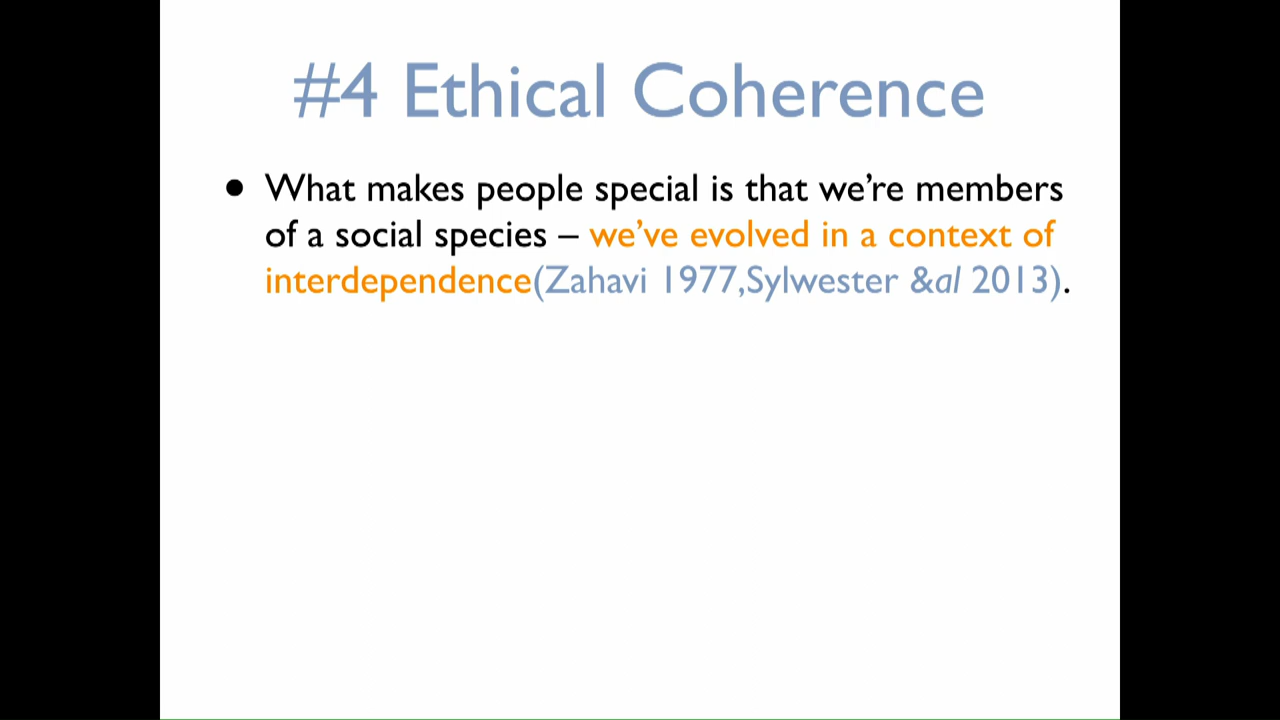 #4 Ethical Coherence
• What makes people special is that we’re members
of a social species – we’ve evolved in a context of
interdependence(Zahavi 1977,Sylwester &al 2013).